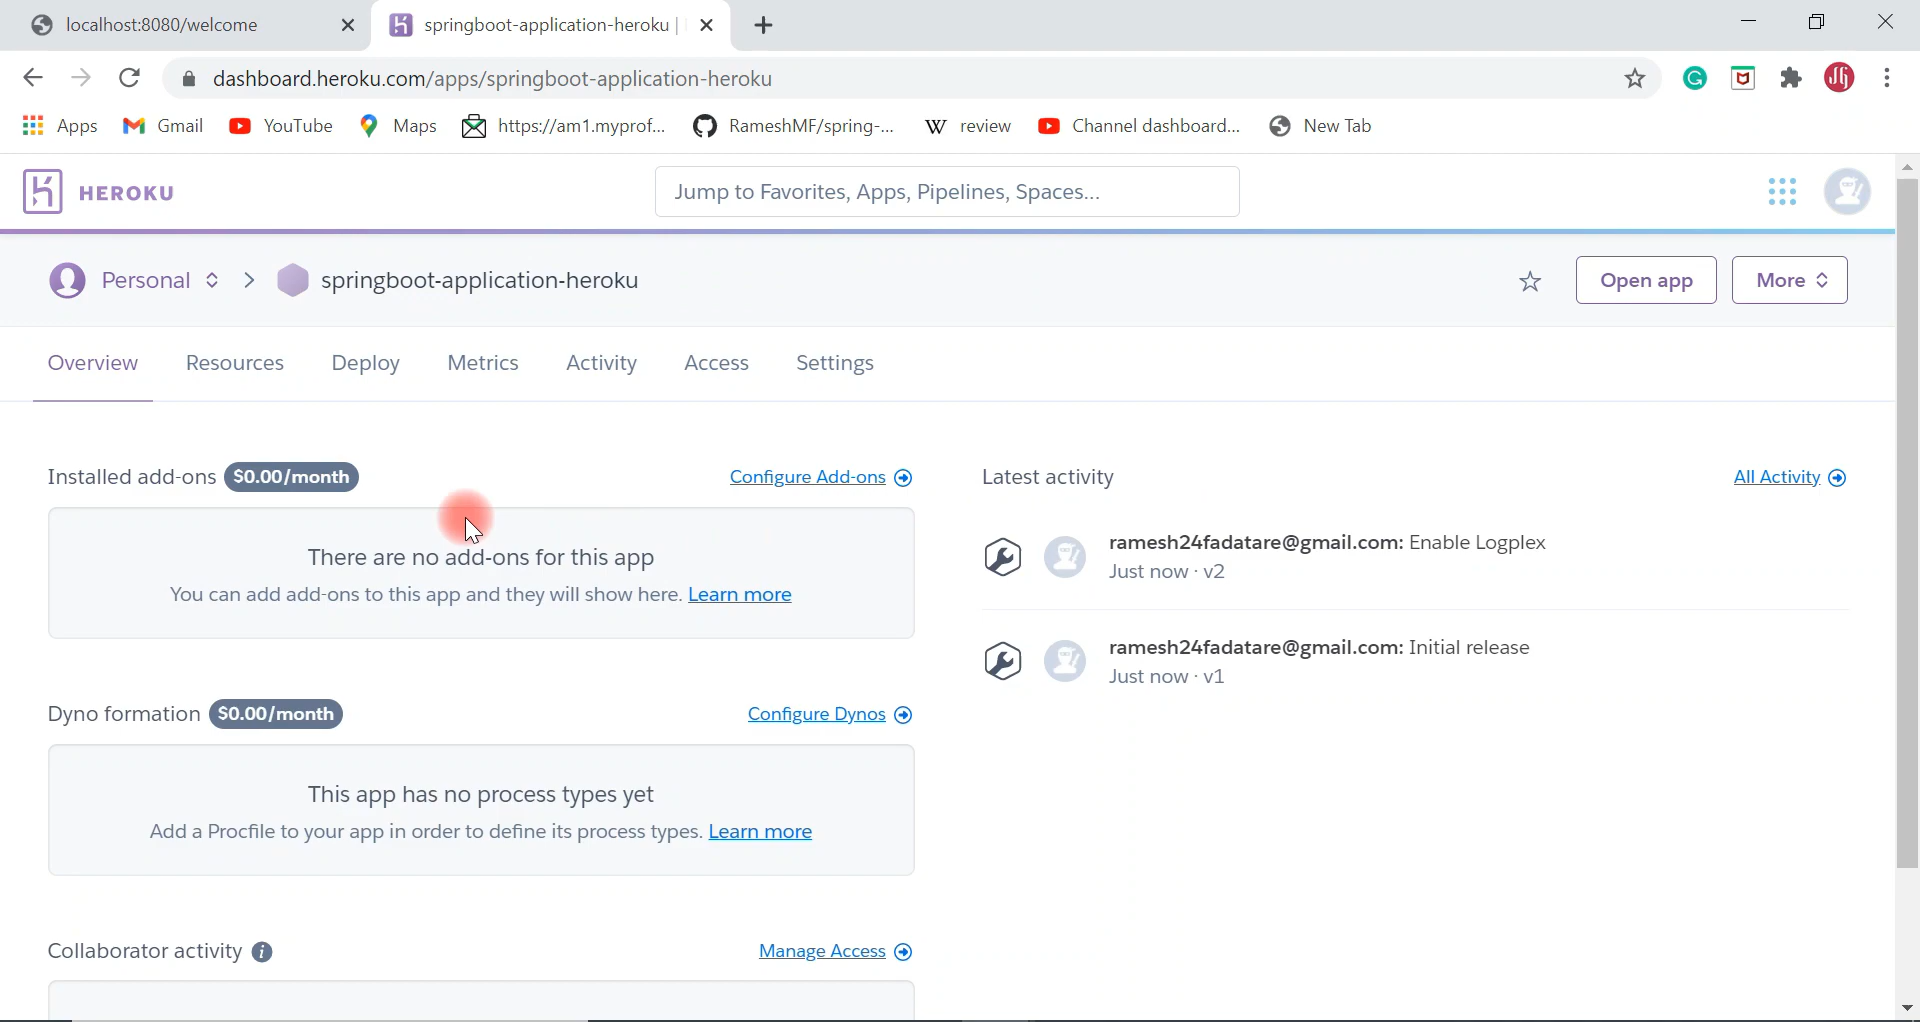 localhost:8080/welcome
springboot-application-heroku |
dashboard.heroku.com/apps/springboot-application-heroku
Apps Gmail YouTube Maps https://am1.myprof... RameshMF/spring-... review Channel dashboard... New Tab
HEROKU
Jump to Favorites, Apps, Pipelines, Spaces...
Personal springboot-application-heroku
Open app More
Overview Resources Deploy Metrics Activity Access Settings
Installed add-ons $0.00/month Configure Add-ons
There are no add-ons for this app
You can add add-ons to this app and they will show here. Learn more
Dyno formation $0.00/month Configure Dynos
This app has no process types yet
Add a Procfile to your app in order to define its process types. Learn more
Collaborator activity Manage Access
Latest activity All Activity
ramesh24fadatare@gmail.com: Enable Logplex
Just now · v2
ramesh24fadatare@gmail.com: Initial release
Just now · v1